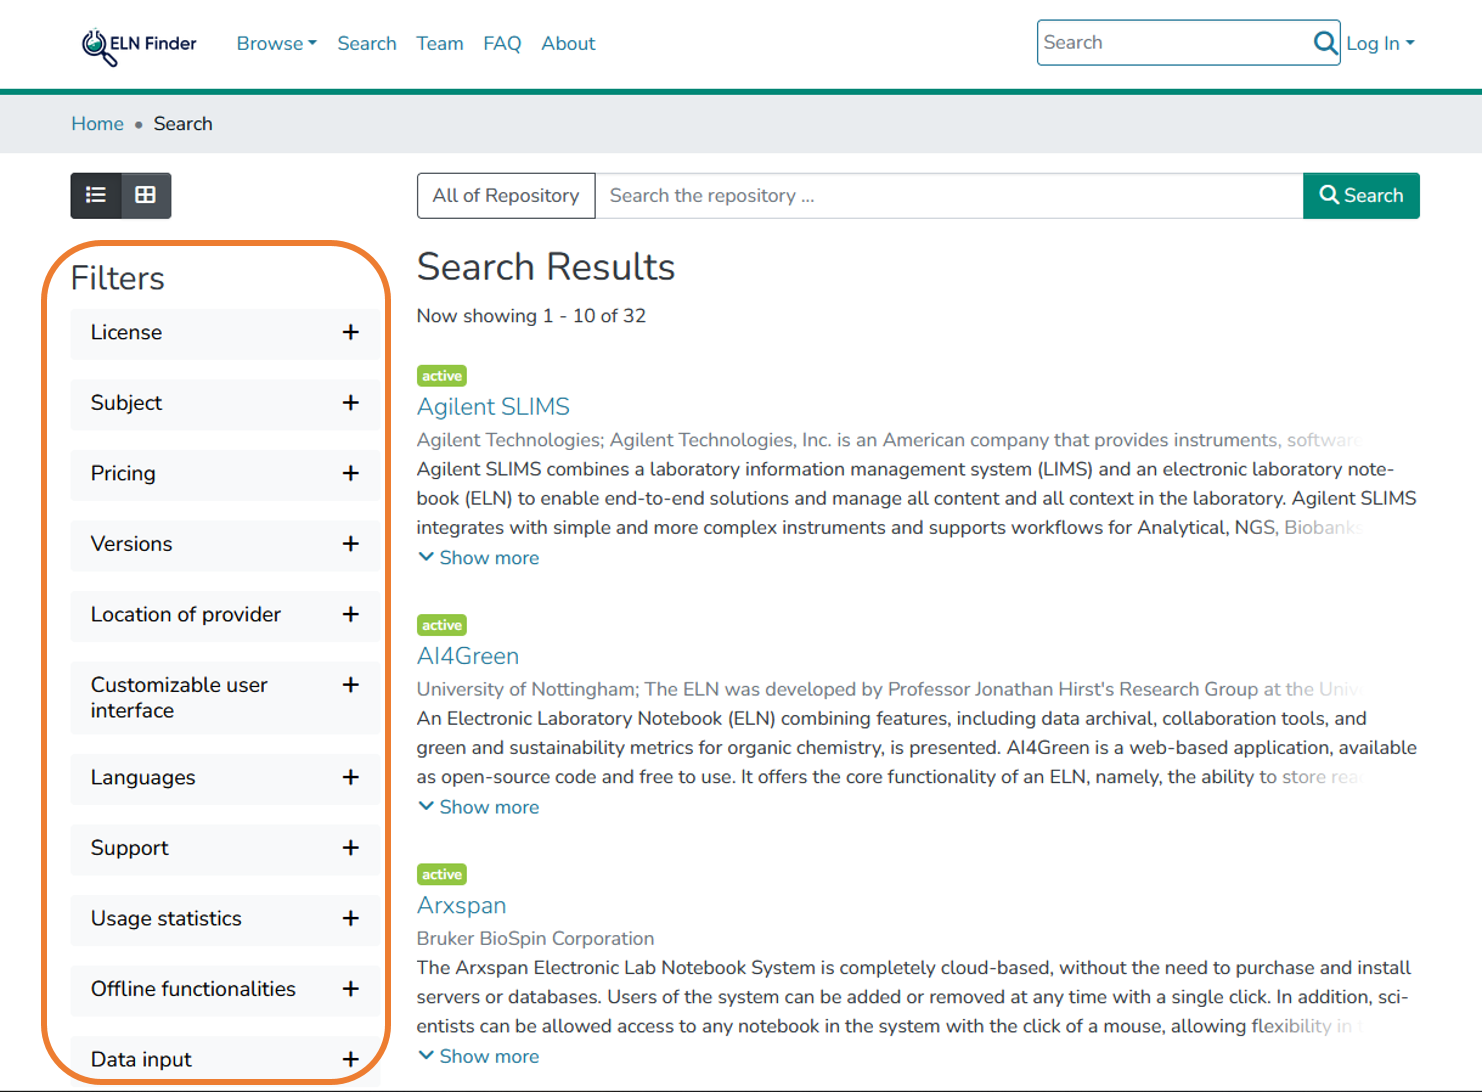 ELN Finder
Browse
Search
Team
FAQ
About
Search
Log In
Home • Search
All of Repository
Search the repository ...
Search
Filters
License
Subject
Pricing
Versions
Location of provider
Customizable user
interface
Languages
Support
Usage statistics
Offline functionalities
Data input
Search Results
Now showing 1 - 10 of 32
active
Agilent SLIMS
Agilent Technologies; Agilent Technologies, Inc. is an American company that provides instruments, software
Agilent SLIMS combines a laboratory information management system (LIMS) and an electronic laboratory note-
book (ELN) to enable end-to-end solutions and manage all content and all context in the laboratory. Agilent SLIMS
integrates with simple and more complex instruments and supports workflows for Analytical, NGS, Biobanks
Show more
active
AI4Green
University of Nottingham; The ELN was developed by Professor Jonathan Hirst's Research Group at the
An Electronic Laboratory Notebook (ELN) combining features, including data archival, collaboration tools, and
green and sustainability metrics for organic chemistry, is presented. AI4Green is a web-based application, available
as open-source code and free to use. It offers the core functionality of an ELN, namely, the ability to store
Show more
active
Arxspan
Bruker BioSpin Corporation
The Arxspan Electronic Lab Notebook System is completely cloud-based, without the need to purchase and install
servers or databases. Users of the system can be added or removed at any time with a single click. In addition, sci-
entists can be allowed access to any notebook in the system with the click of a mouse, allowing flexibility in
Show more